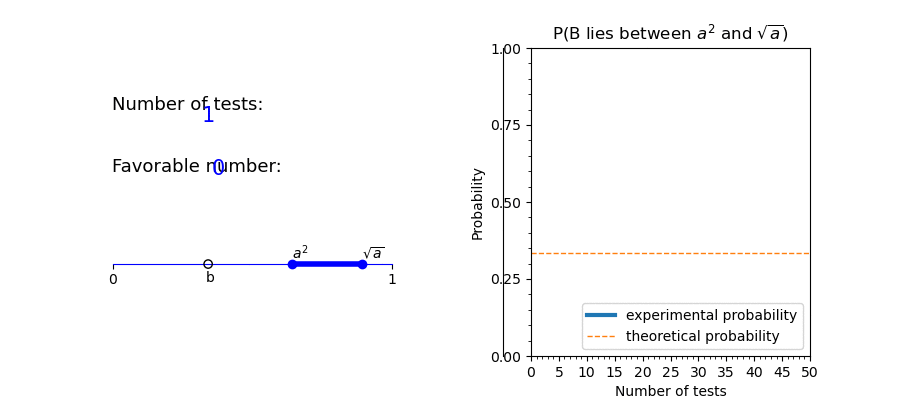 Number of tests:
1
Favorable number:
0
a²
√a
0
b
1
P(B lies between a² and √a)
Probability
1.00
0.75
0.50
0.25
0.00
experimental probability
theoretical probability
0 5 10 15 20 25 30 35 40 45 50
Number of tests